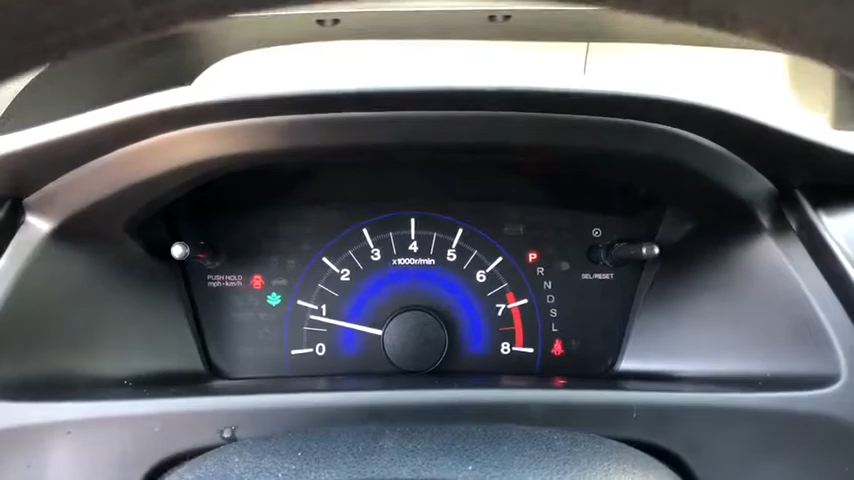 4
3
5
x1000r/min
2
6
P
R
N
D
S
L
PUSH HOLD
mph•km/h
SEL/RESET
1
7
0
8